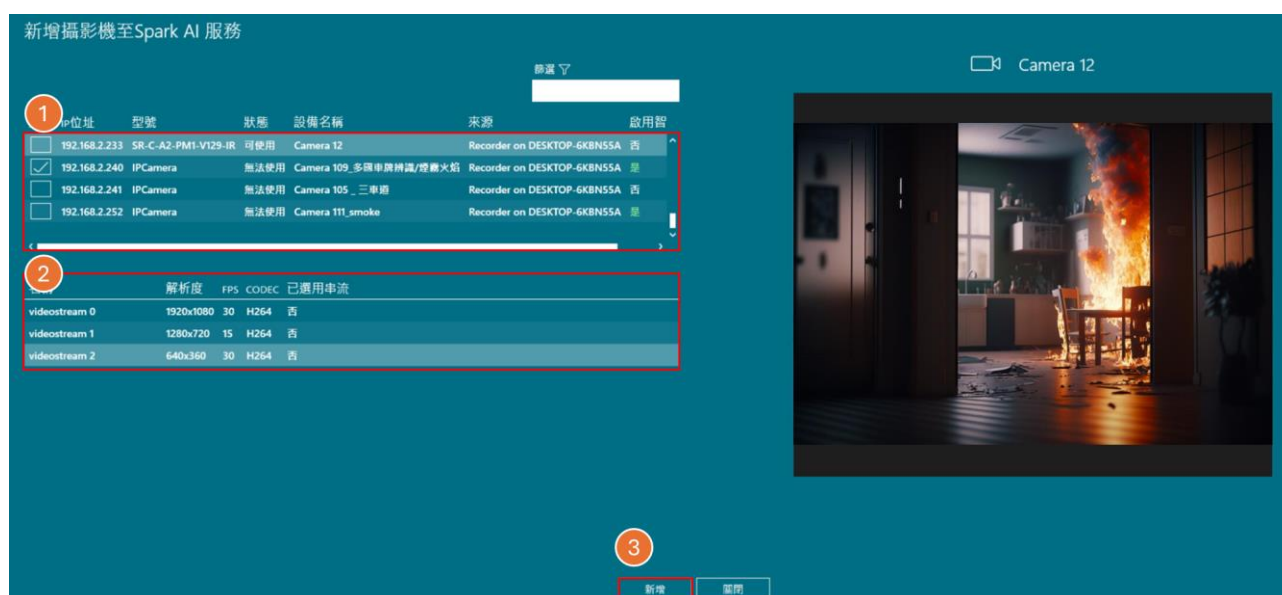 新增攝影機至Spark AI 服務
Camera 12
篩選
1
IP位址 型號 狀態 設備名稱 來源 啟用智
192.168.2.233 SR-C-A2-PM1-V129-IR 可使用 Camera 12 Recorder on DESKTOP-6KBN55A 否
192.168.2.240 IPCamera 無法使用 Camera 109_多國車牌辨識/煙霧火焰 Recorder on DESKTOP-6KBN55A 是
192.168.2.241 IPCamera 無法使用 Camera 105 _ 三車道 Recorder on DESKTOP-6KBN55A 否
192.168.2.252 IPCamera 無法使用 Camera 111_smoke Recorder on DESKTOP-6KBN55A 是
2
解析度 FPS CODEC 已選用串流
videostream 0 1920x1080 30 H264 否
videostream 1 1280x720 15 H264 否
videostream 2 640x360 30 H264 否
3
新增 關閉